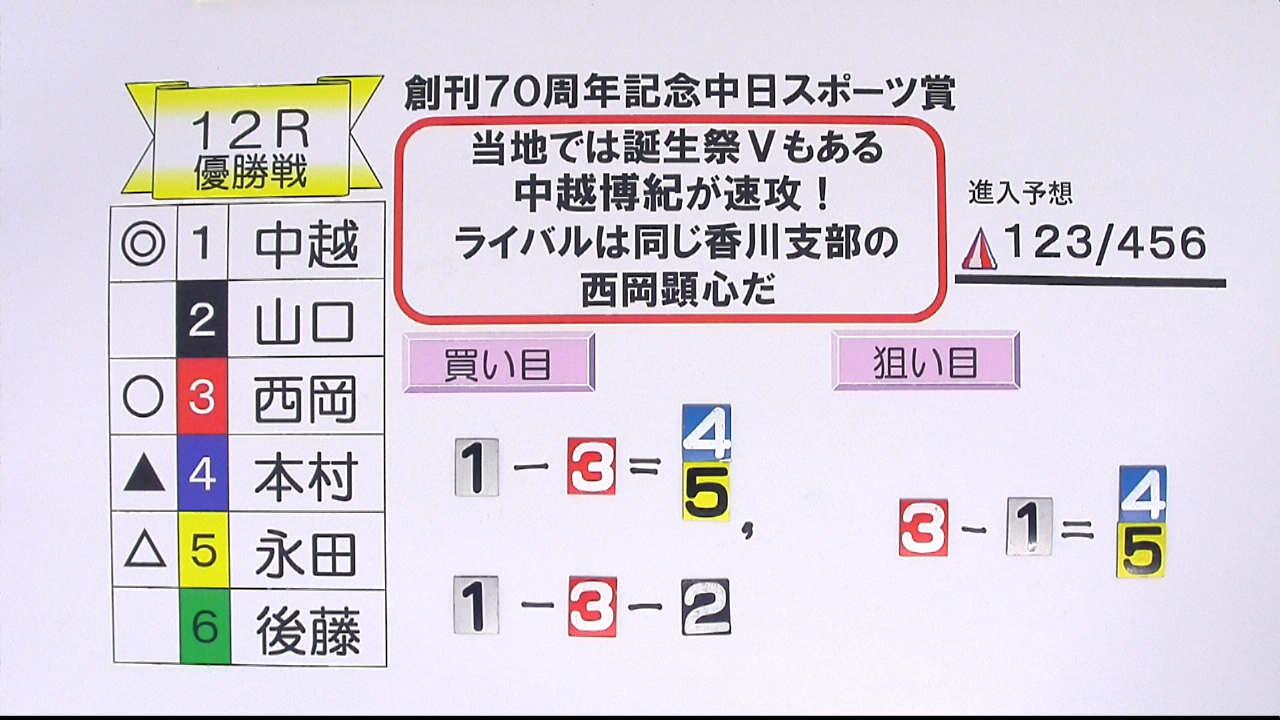 創刊70周年記念中日スポーツ賞
12R
優勝戦
当地では誕生祭Vもある
中越博紀が速攻！
ライバルは同じ香川支部の
西岡顕心だ
進入予想
123/456
◎ 1 中越
2 山口
○ 3 西岡
▲ 4 本村
△ 5 永田
6 後藤
買い目
1-3=4
5,
1-3-2
狙い目
3-1=4
5